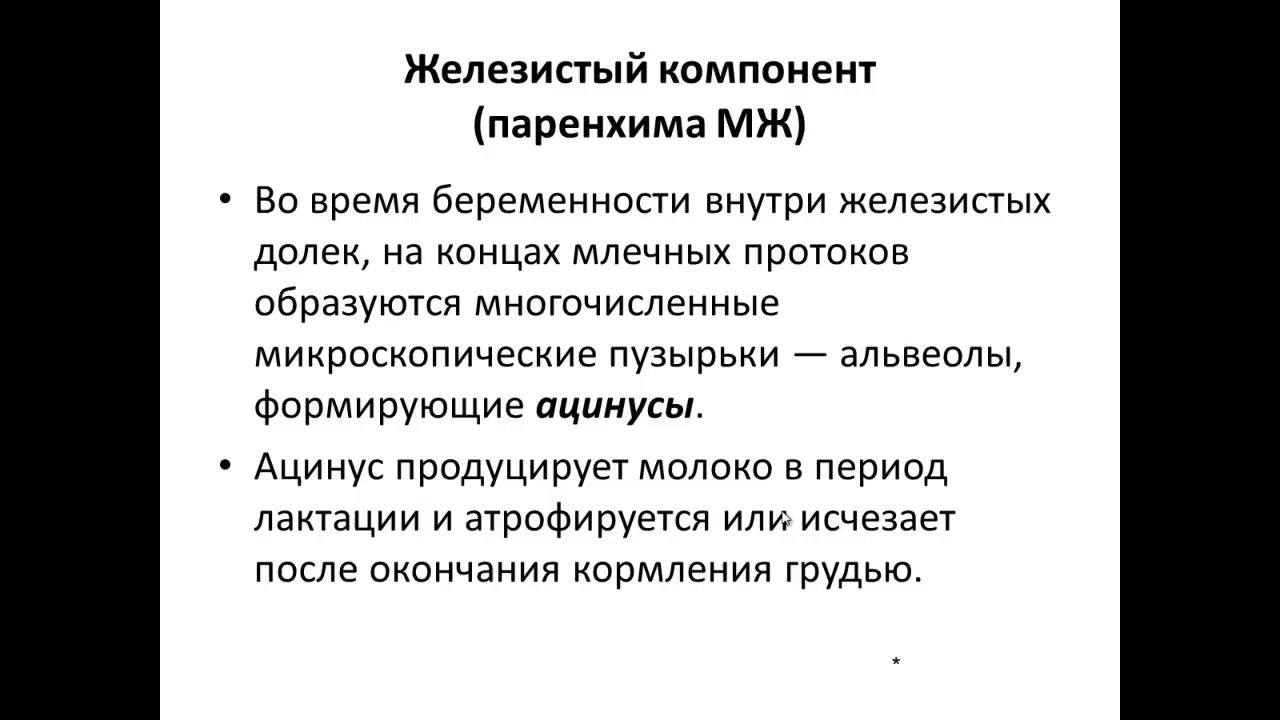 Железистый компонент
(паренхима МЖ)
• Во время беременности внутри железистых
долек, на концах млечных протоков
образуются многочисленные
микроскопические пузырьки — альвеолы,
формирующие ацинусы.
• Ацинус продуцирует молоко в период
лактации и атрофируется или исчезает
после окончания кормления грудью.
*